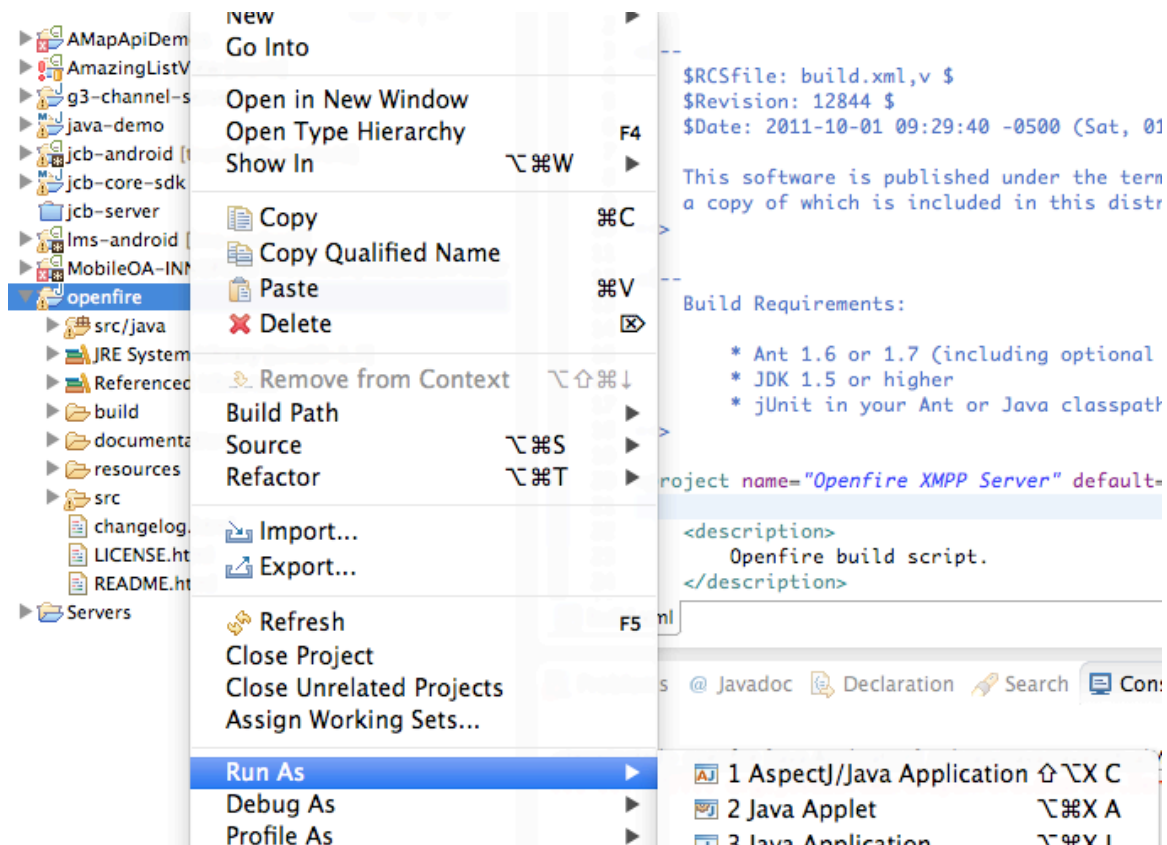 AMapApiDem
AmazingListV
g3-channel-s
java-demo
jcb-android [
jcb-core-sdk
jcb-server
lms-android [
MobileOA-INN
openfire
src/java
JRE System
Referenced
build
documenta
resources
src
changelog.
LICENSE.ht
README.ht
Servers
New
Go Into
Open in New Window
Open Type Hierarchy F4
Show In ⌥⌘W
Copy ⌘C
Copy Qualified Name
Paste ⌘V
Delete ⌦
Remove from Context ⌥⇧⌘↓
Build Path
Source ⌥⌘S
Refactor ⌥⌘T
Import...
Export...
Refresh F5
Close Project
Close Unrelated Projects
Assign Working Sets...
Run As
Debug As
Profile As
--
$RCSfile: build.xml,v $
$Revision: 12844 $
$Date: 2011-10-01 09:29:40 -0500 (Sat, 01
This software is published under the term
a copy of which is included in this distr
>
--
Build Requirements:
* Ant 1.6 or 1.7 (including optional
* JDK 1.5 or higher
* jUnit in your Ant or Java classpath
>
roject name="Openfire XMPP Server" default=
<description>
Openfire build script.
</description>
ml
s @ Javadoc Declaration Search Cons
1 AspectJ/Java Application ⇧⌥X C
2 Java Applet ⌥⌘X A
3 Java Application ⌥⌘X J